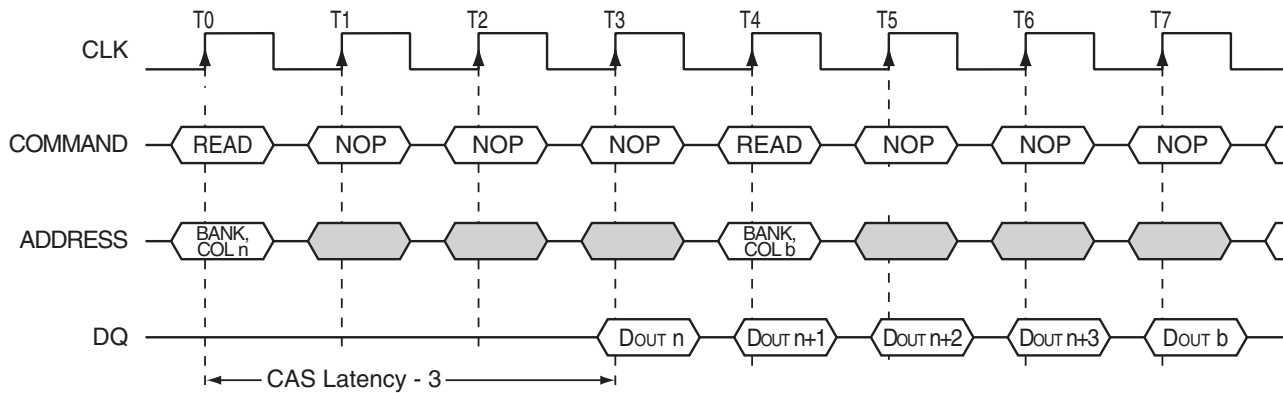 T0 T1 T2 T3 T4 T5 T6 T7
CLK
COMMAND READ NOP NOP NOP READ NOP NOP NOP
ADDRESS BANK, COL n BANK, COL b
DQ DOUT n DOUT n+1 DOUT n+2 DOUT n+3 DOUT b
CAS Latency - 3